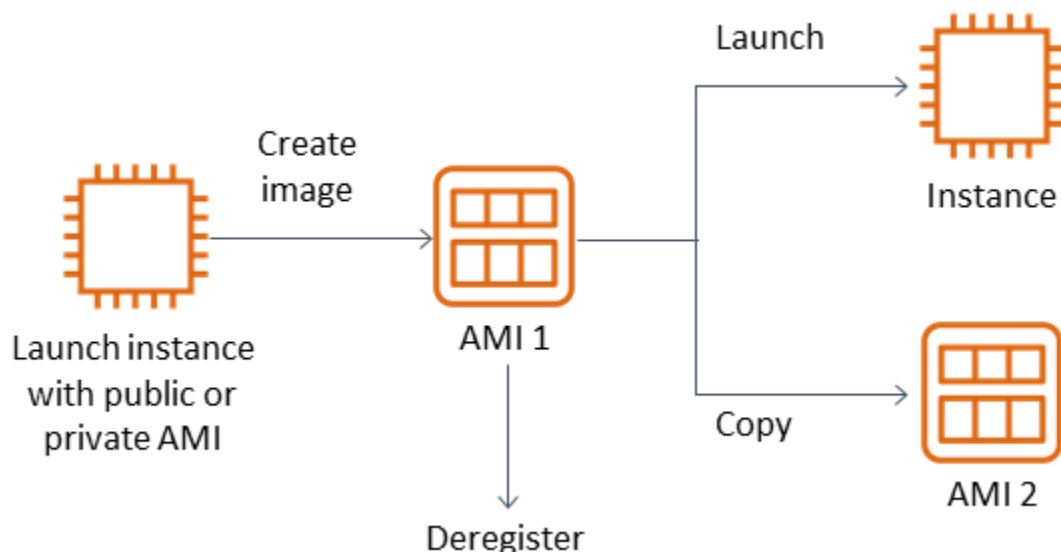 Launch
Create
image
Instance
AMI 1
Launch instance
with public or
private AMI
Copy
AMI 2
Deregister